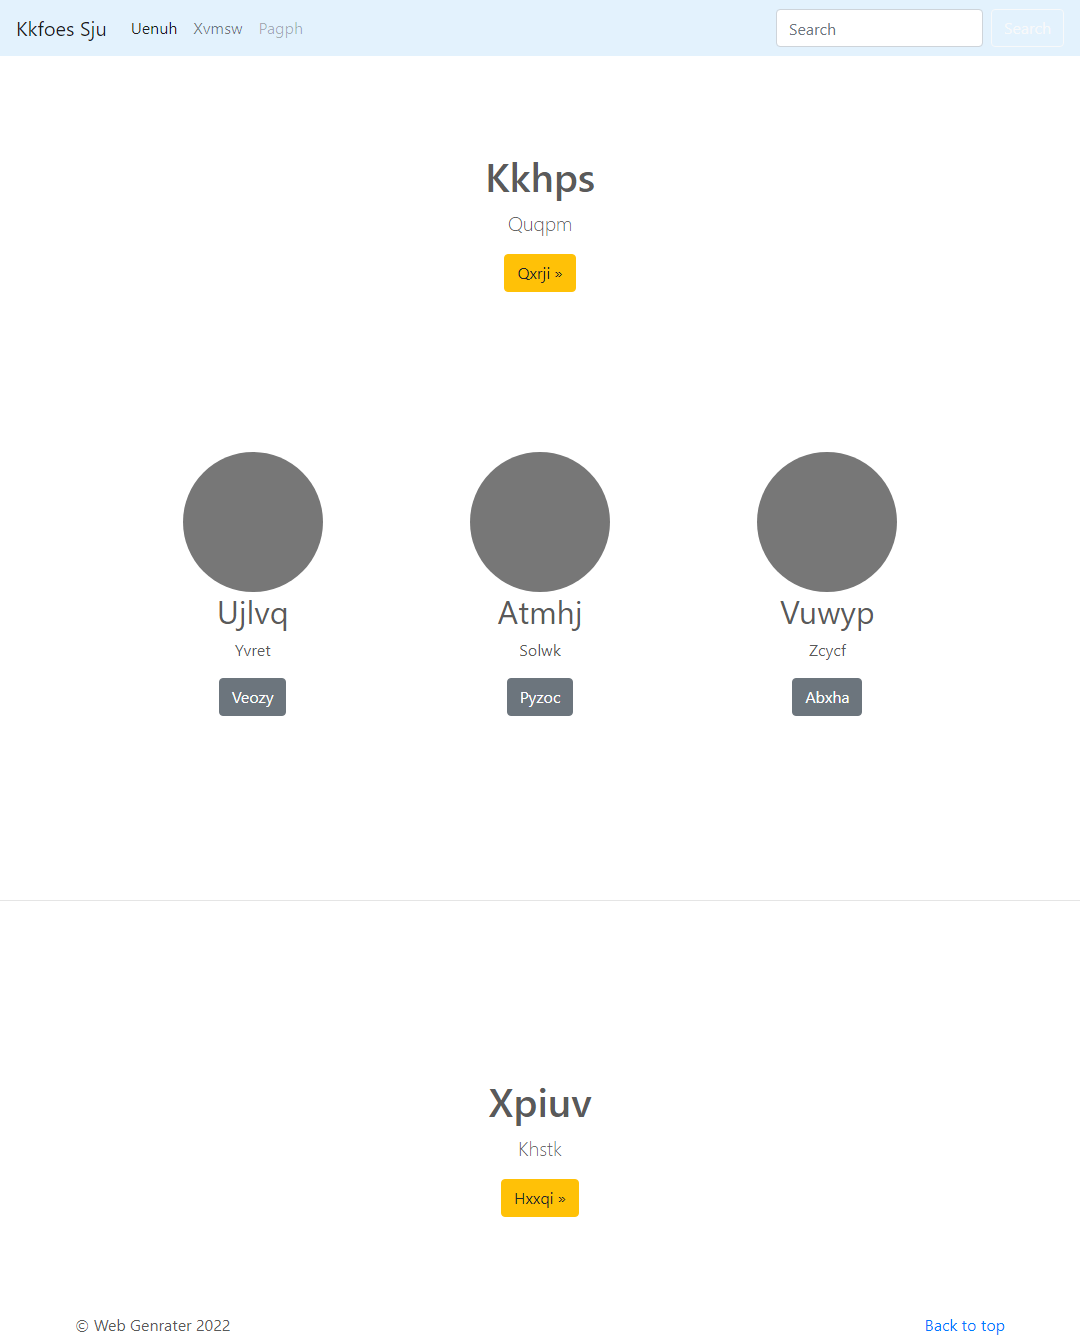 Kkfoes Sju Uenuh Xvmsw Pagph Search Search
Kkhps
Quqpm
Qxrji »
Ujlvq Atmhj Vuwyp
Yvret Solwk Zcycf
Veozy Pyzoc Abxha
Xpiuv
Khstk
Hxxqi »
© Web Genrater 2022 Back to top